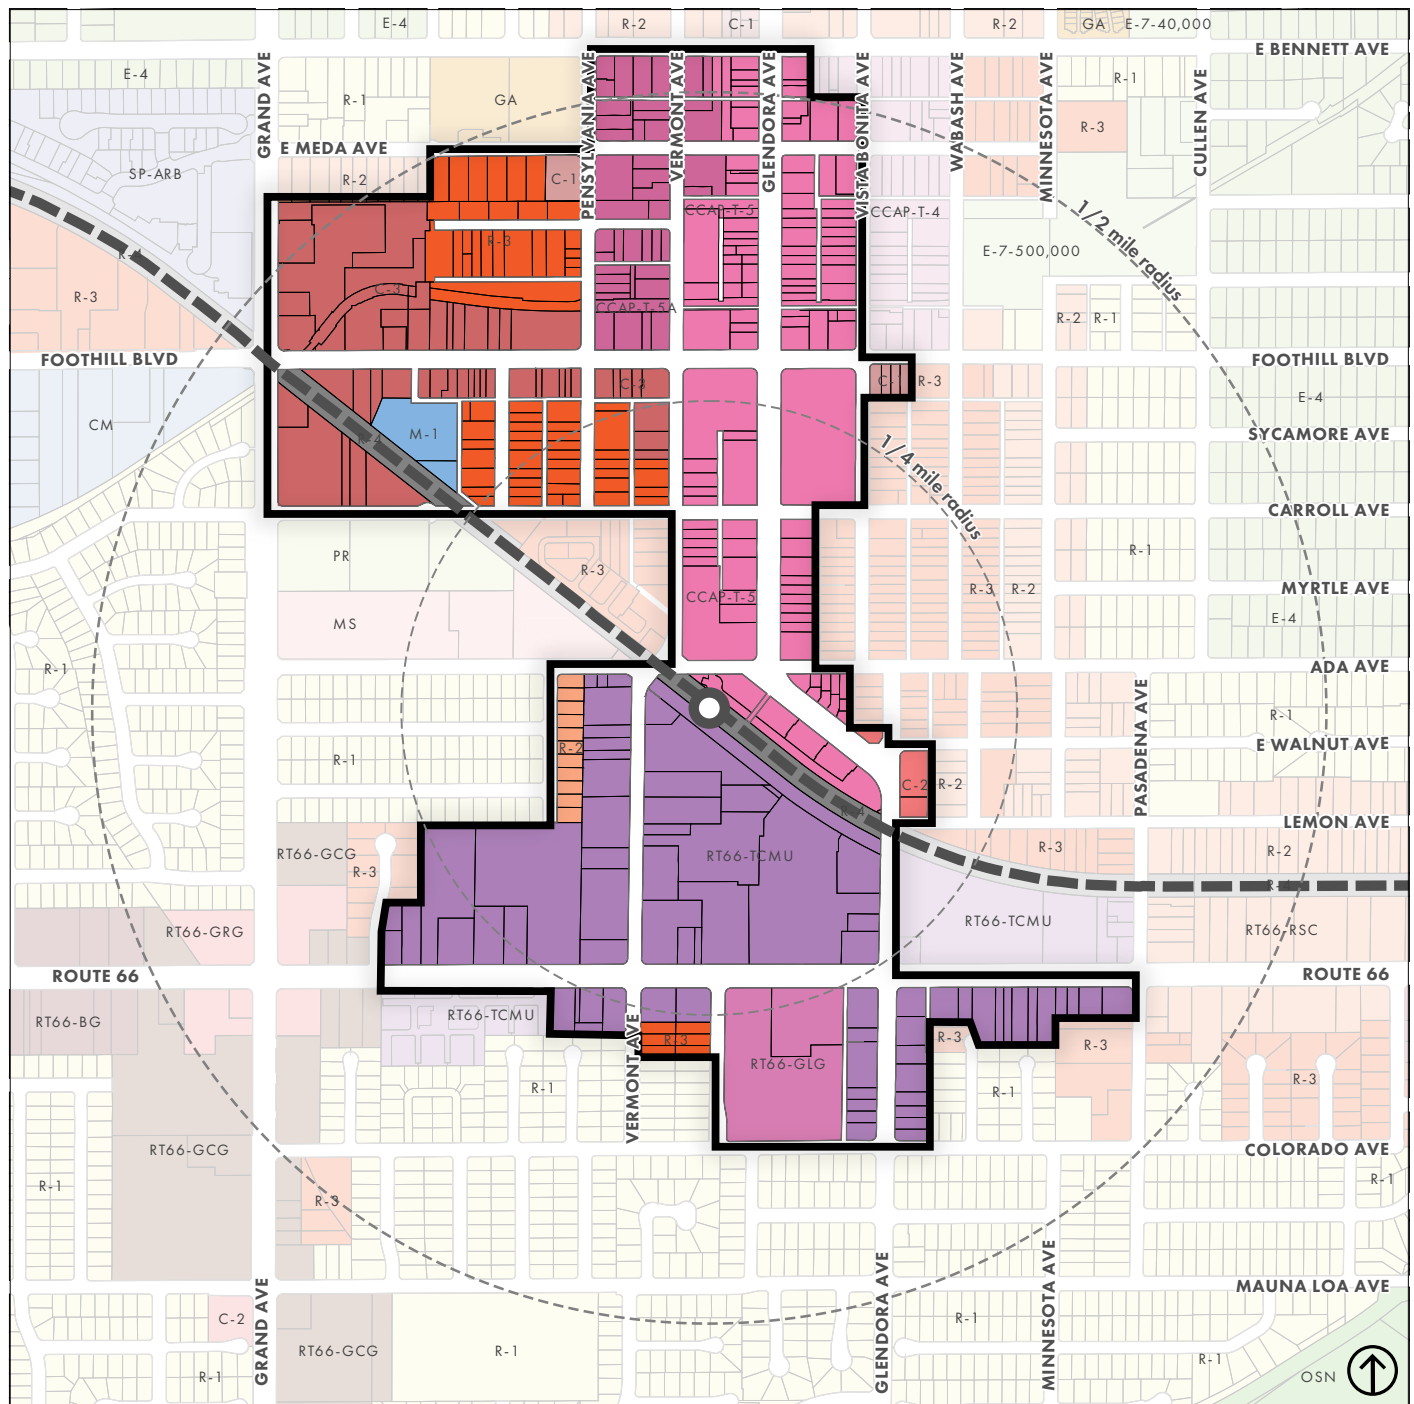 E-4
R-2
C-1
R-2
GA
E-7-40,000
E BENNETT AVE
E-4
R-1
GA
R-1
GRAND AVE
PENSYLVANIA AVE
VERMONT AVE
GLENDORA AVE
VISTA BONITA AVE
WABASH AVE
MINNESOTA AVE
CULLEN AVE
R-3
E MEDA AVE
SP-ARB
R-2
C-1
CCAP-T-5
CCAP-T-4
1/2 mile radius
R-3
E-7-500,000
R-3
C-3
CCAP-T-5A
R-2
R-1
FOOTHILL BLVD
FOOTHILL BLVD
C-3
R-3
E-4
CM
M-1
R-4
SYCAMORE AVE
1/4 mile radius
CARROLL AVE
PR
R-3
R-1
MYRTLE AVE
CCAP-T-5
R-3
R-2
MS
E-4
R-1
ADA AVE
PASADENA AVE
R-1
R-2
E WALNUT AVE
R-1
C-2
R-2
R-4
LEMON AVE
RT66-GCG
R-3
RT66-TCMU
R-3
R-2
R-4
RT66-GRG
RT66-TCMU
RT66-RSC
ROUTE 66
ROUTE 66
RT66-BG
RT66-TCMU
VERMONT AVE
R-3
R-3
R-3
RT66-GLG
R-1
R-1
R-3
RT66-GCG
COLORADO AVE
R-1
R-3
R-1
GRAND AVE
GLENDORA AVE
MINNESOTA AVE
MAUNA LOA AVE
C-2
R-1
RT66-GCG
R-1
R-1
R-1
OSN